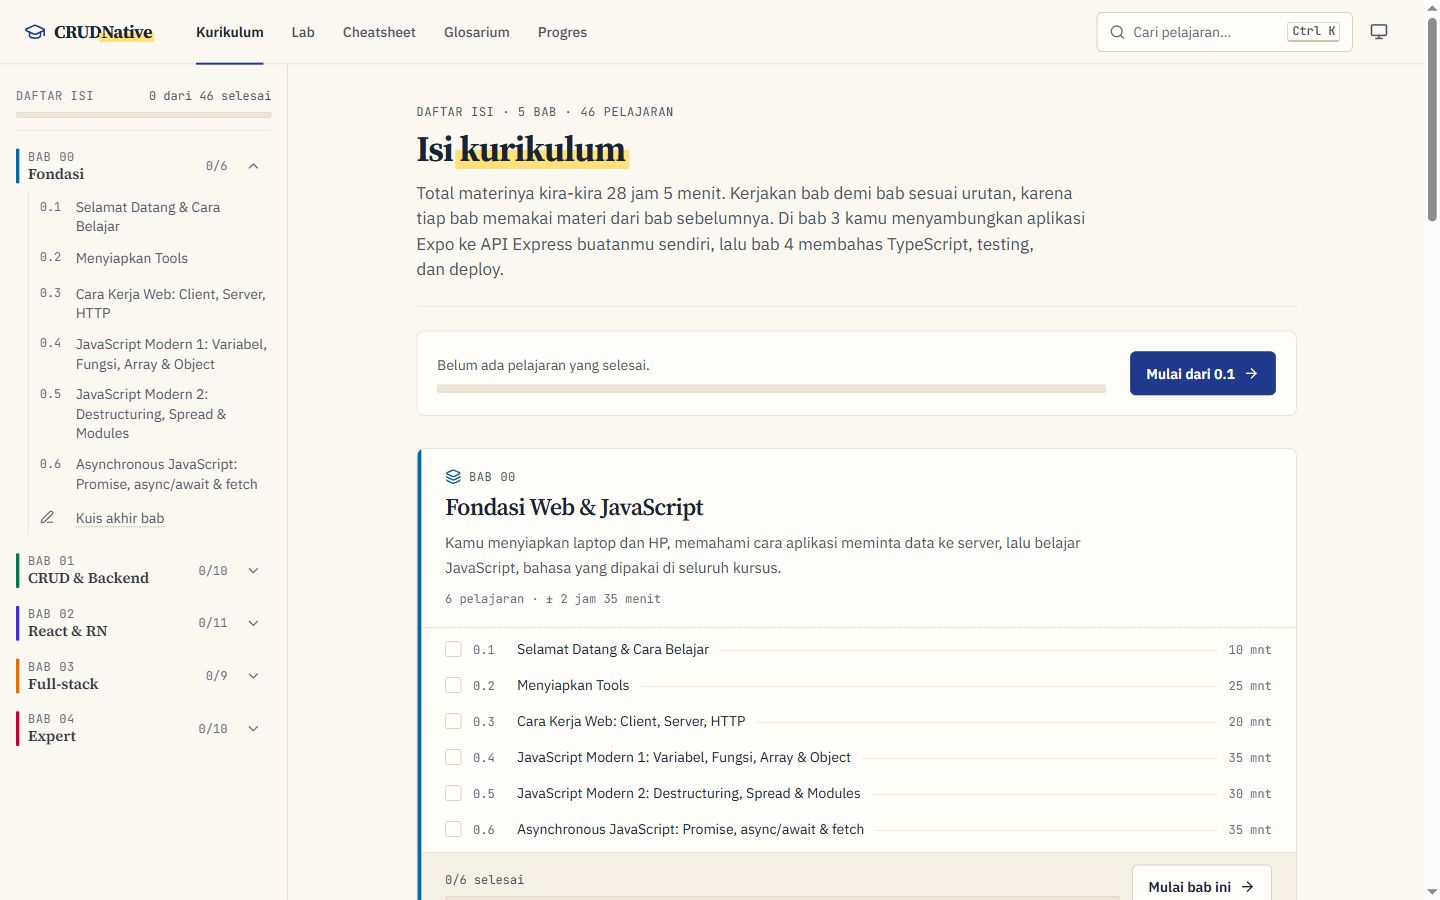 CRUDNative
Kurikulum
Lab
Cheatsheet
Glosarium
Progres
Cari pelajaran...
Ctrl K
DAFTAR ISI
0 dari 46 selesai
BAB 00
Fondasi
0/6
0.1 Selamat Datang & Cara
Belajar
0.2 Menyiapkan Tools
0.3 Cara Kerja Web: Client, Server,
HTTP
0.4 JavaScript Modern 1: Variabel,
Fungsi, Array & Object
0.5 JavaScript Modern 2:
Destructuring, Spread &
Modules
0.6 Asynchronous JavaScript:
Promise, async/await & fetch
Kuis akhir bab
BAB 01
CRUD & Backend
0/10
BAB 02
React & RN
0/11
BAB 03
Full-stack
0/9
BAB 04
Expert
0/10
DAFTAR ISI · 5 BAB · 46 PELAJARAN
Isi kurikulum
Total materinya kira-kira 28 jam 5 menit. Kerjakan bab demi bab sesuai urutan, karena
tiap bab memakai materi dari bab sebelumnya. Di bab 3 kamu menyambungkan aplikasi
Expo ke API Express buatanmu sendiri, lalu bab 4 membahas TypeScript, testing,
dan deploy.
Belum ada pelajaran yang selesai.
Mulai dari 0.1 →
BAB 00
Fondasi Web & JavaScript
Kamu menyiapkan laptop dan HP, memahami cara aplikasi meminta data ke server, lalu belajar
JavaScript, bahasa yang dipakai di seluruh kursus.
6 pelajaran · ± 2 jam 35 menit
0.1 Selamat Datang & Cara Belajar 10 mnt
0.2 Menyiapkan Tools 25 mnt
0.3 Cara Kerja Web: Client, Server, HTTP 20 mnt
0.4 JavaScript Modern 1: Variabel, Fungsi, Array & Object 35 mnt
0.5 JavaScript Modern 2: Destructuring, Spread & Modules 30 mnt
0.6 Asynchronous JavaScript: Promise, async/await & fetch 35 mnt
0/6 selesai
Mulai bab ini →